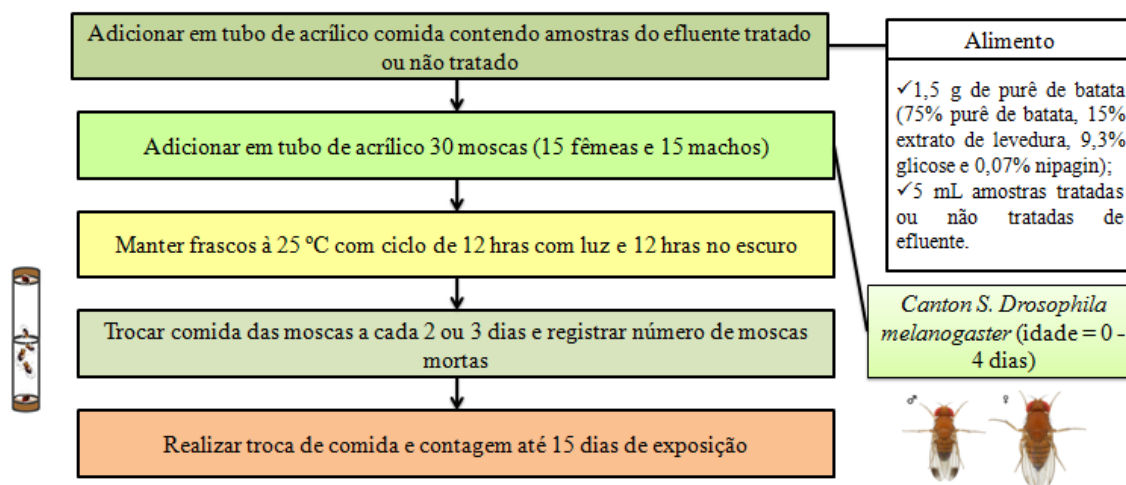 Adicionar em tubo de acrílico comida contendo amostras do efluente tratado
ou não tratado
Alimento
✓1,5 g de purê de batata
(75% purê de batata, 15%
extrato de levedura, 9,3%
glicose e 0,07% nipagin);
✓5 mL amostras tratadas
ou não tratadas de
efluente.
Adicionar em tubo de acrílico 30 moscas (15 fêmeas e 15 machos)
Manter frascos à 25 ºC com ciclo de 12 hras com luz e 12 hras no escuro
Canton S. Drosophila
melanogaster (idade = 0 -
4 dias)
Trocar comida das moscas a cada 2 ou 3 dias e registrar número de moscas
mortas
Realizar troca de comida e contagem até 15 dias de exposição
♂
♀